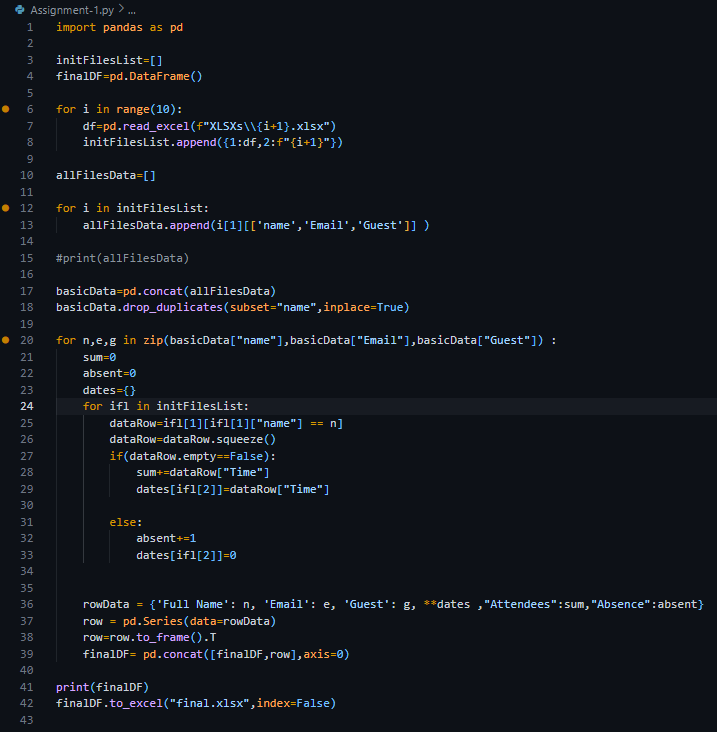 Assignment-1.py > ...
1 import pandas as pd
2
3 initFilesList=[]
4 finalDF=pd.DataFrame()
5
6 for i in range(10):
7     df=pd.read_excel(f"XLSXs\\{i+1}.xlsx")
8     initFilesList.append({1:df,2:f"{i+1}"})
9
10 allFilesData=[]
11
12 for i in initFilesList:
13     allFilesData.append(i[1][['name','Email','Guest']] )
14
15 #print(allFilesData)
16
17 basicData=pd.concat(allFilesData)
18 basicData.drop_duplicates(subset="name",inplace=True)
19
20 for n,e,g in zip(basicData["name"],basicData["Email"],basicData["Guest"]) :
21     sum=0
22     absent=0
23     dates={}
24     for ifl in initFilesList:
25         dataRow=ifl[1][ifl[1]["name"] == n]
26         dataRow=dataRow.squeeze()
27         if(dataRow.empty==False):
28             sum+=dataRow["Time"]
29             dates[ifl[2]]=dataRow["Time"]
30
31         else:
32             absent+=1
33             dates[ifl[2]]=0
34
35
36     rowData = {'Full Name': n, 'Email': e, 'Guest': g, **dates ,"Attendees":sum,"Absence":absent}
37     row = pd.Series(data=rowData)
38     row=row.to_frame().T
39     finalDF= pd.concat([finalDF,row],axis=0)
40
41 print(finalDF)
42 finalDF.to_excel("final.xlsx",index=False)
43